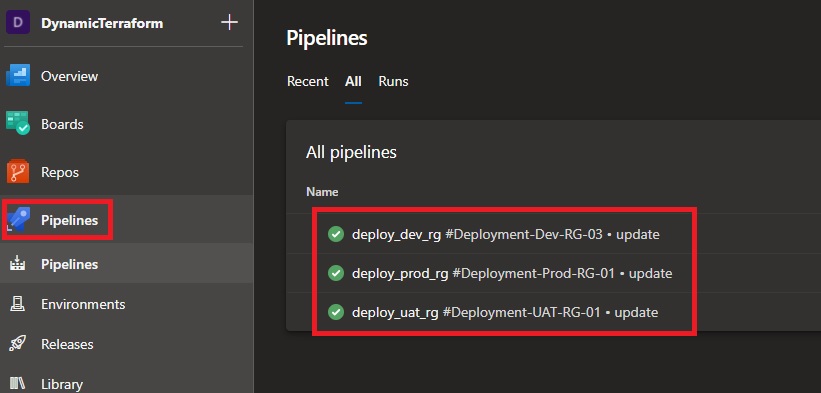 D DynamicTerraform +
Overview
Boards
Repos
Pipelines
Pipelines
Environments
Releases
Library
Pipelines
Recent All Runs
All pipelines
Name
deploy_dev_rg #Deployment-Dev-RG-03 • update
deploy_prod_rg #Deployment-Prod-RG-01 • update
deploy_uat_rg #Deployment-UAT-RG-01 • update